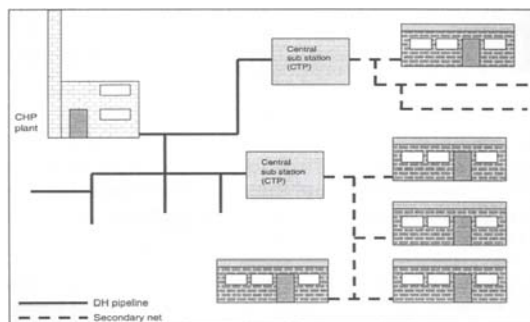 Central
sub station
(CTP)
CHP
plant
Central
sub station
(CTP)
DH pipeline
Secondary net